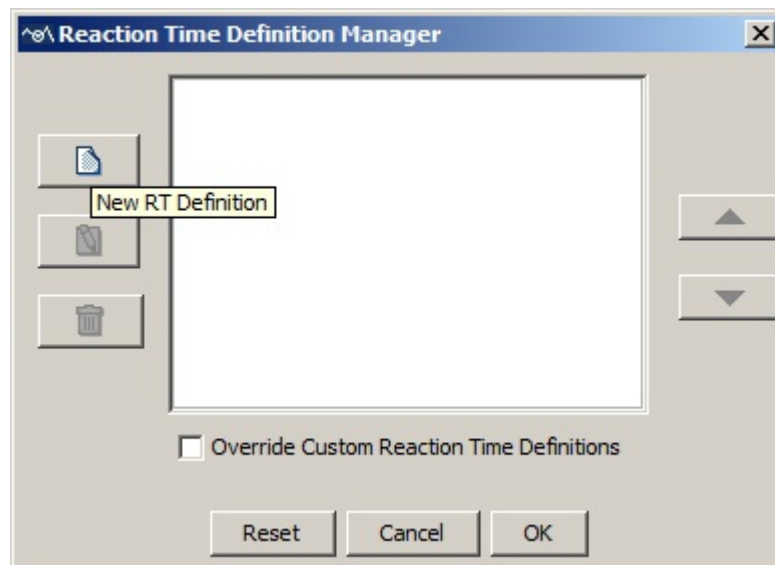 Reaction Time Definition Manager
New RT Definition
Override Custom Reaction Time Definitions
Reset Cancel OK